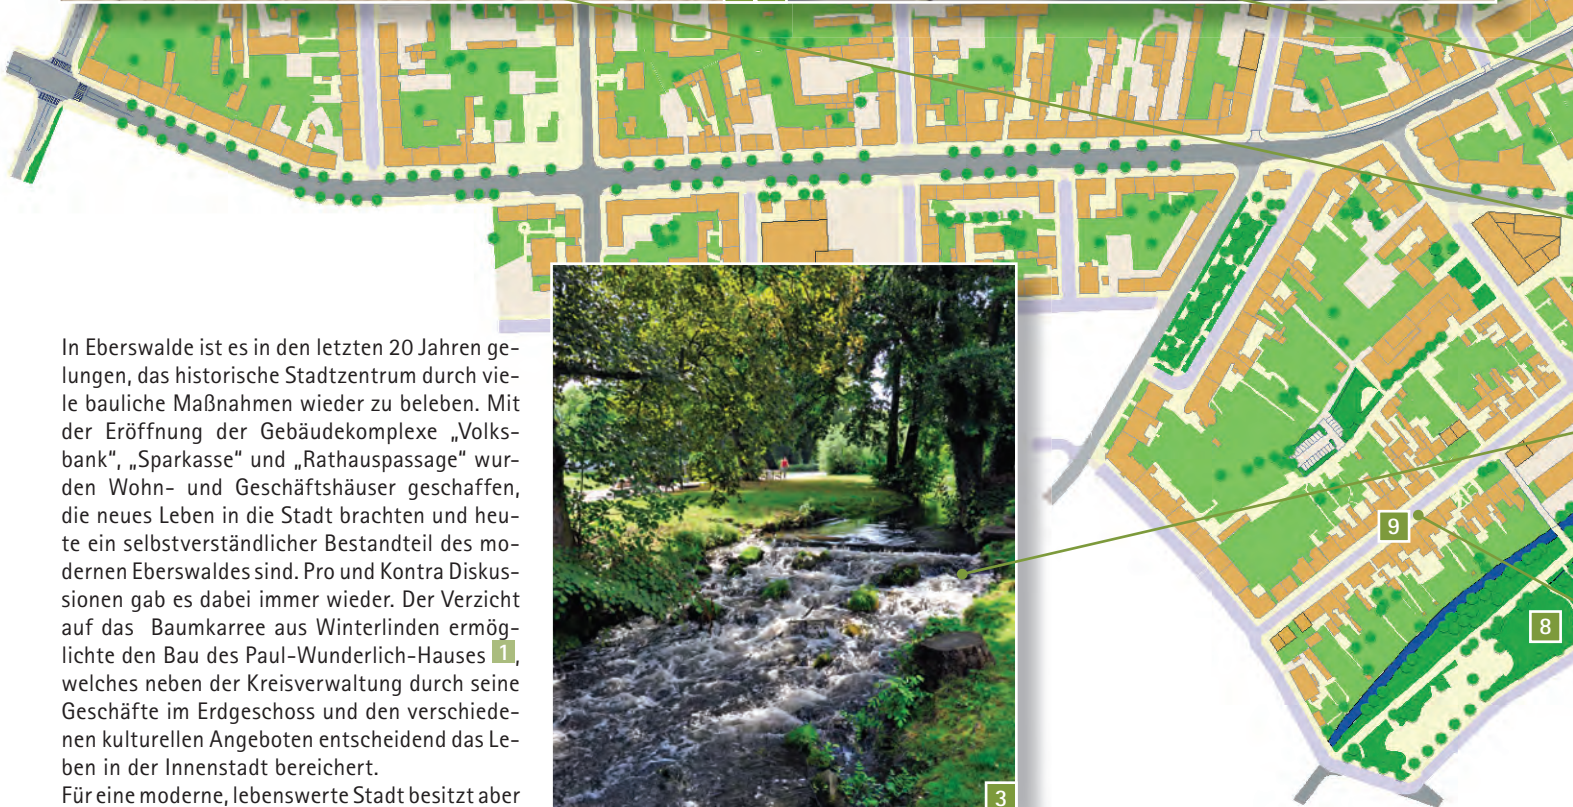 In Eberswalde ist es in den letzten 20 Jahren ge-
lungen, das historische Stadtzentrum durch vie-
le bauliche Maßnahmen wieder zu beleben. Mit
der Eröffnung der Gebäudekomplexe „Volks-
bank", „Sparkasse" und „Rathauspassage" wur-
den Wohn- und Geschäftshäuser geschaffen,
die neues Leben in die Stadt brachten und heu-
te ein selbstverständlicher Bestandteil des mo-
dernen Eberswaldes sind. Pro und Kontra Diskus-
sionen gab es dabei immer wieder. Der Verzicht
auf das Baumkarree aus Winterlinden ermög-
lichte den Bau des Paul-Wunderlich-Hauses 1,
welches neben der Kreisverwaltung durch seine
Geschäfte im Erdgeschoss und den verschiede-
nen kulturellen Angeboten entscheidend das Le-
ben in der Innenstadt bereichert.
Für eine moderne, lebenswerte Stadt besitzt aber
3
9
8